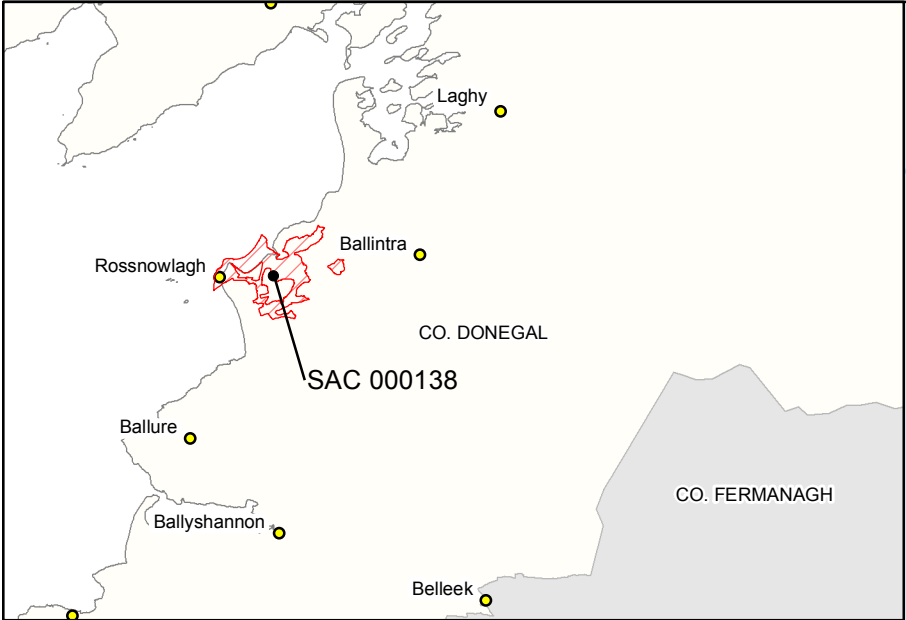 Laghy
Ballintra
Rossnowlagh
CO. DONEGAL
SAC 000138
Ballure
CO. FERMANAGH
Ballyshannon
Belleek